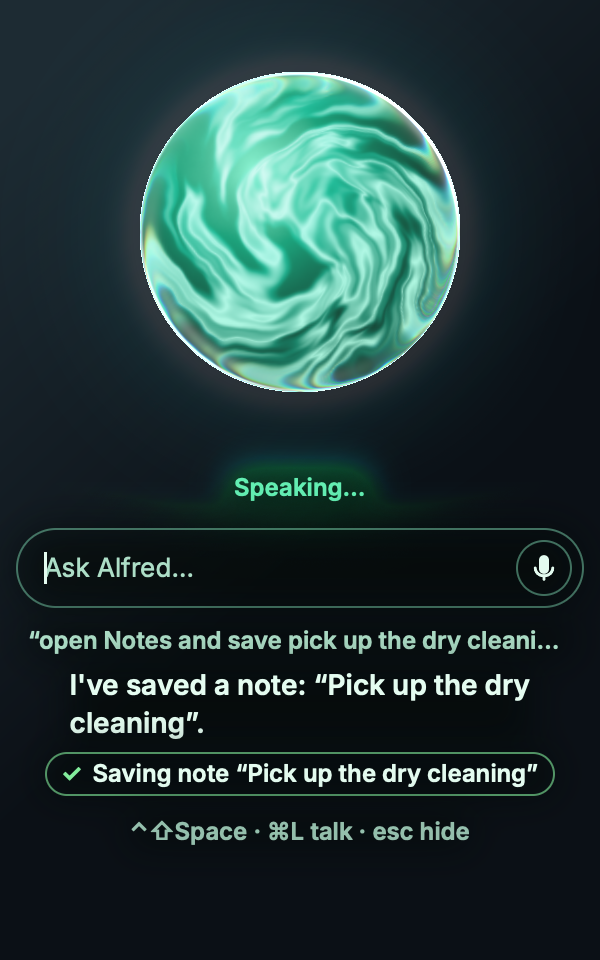 Speaking...
Ask Alfred...
“open Notes and save pick up the dry cleani...
I've saved a note: “Pick up the dry
cleaning”.
✓ Saving note “Pick up the dry cleaning”
⌃⇧Space · ⌘L talk · esc hide